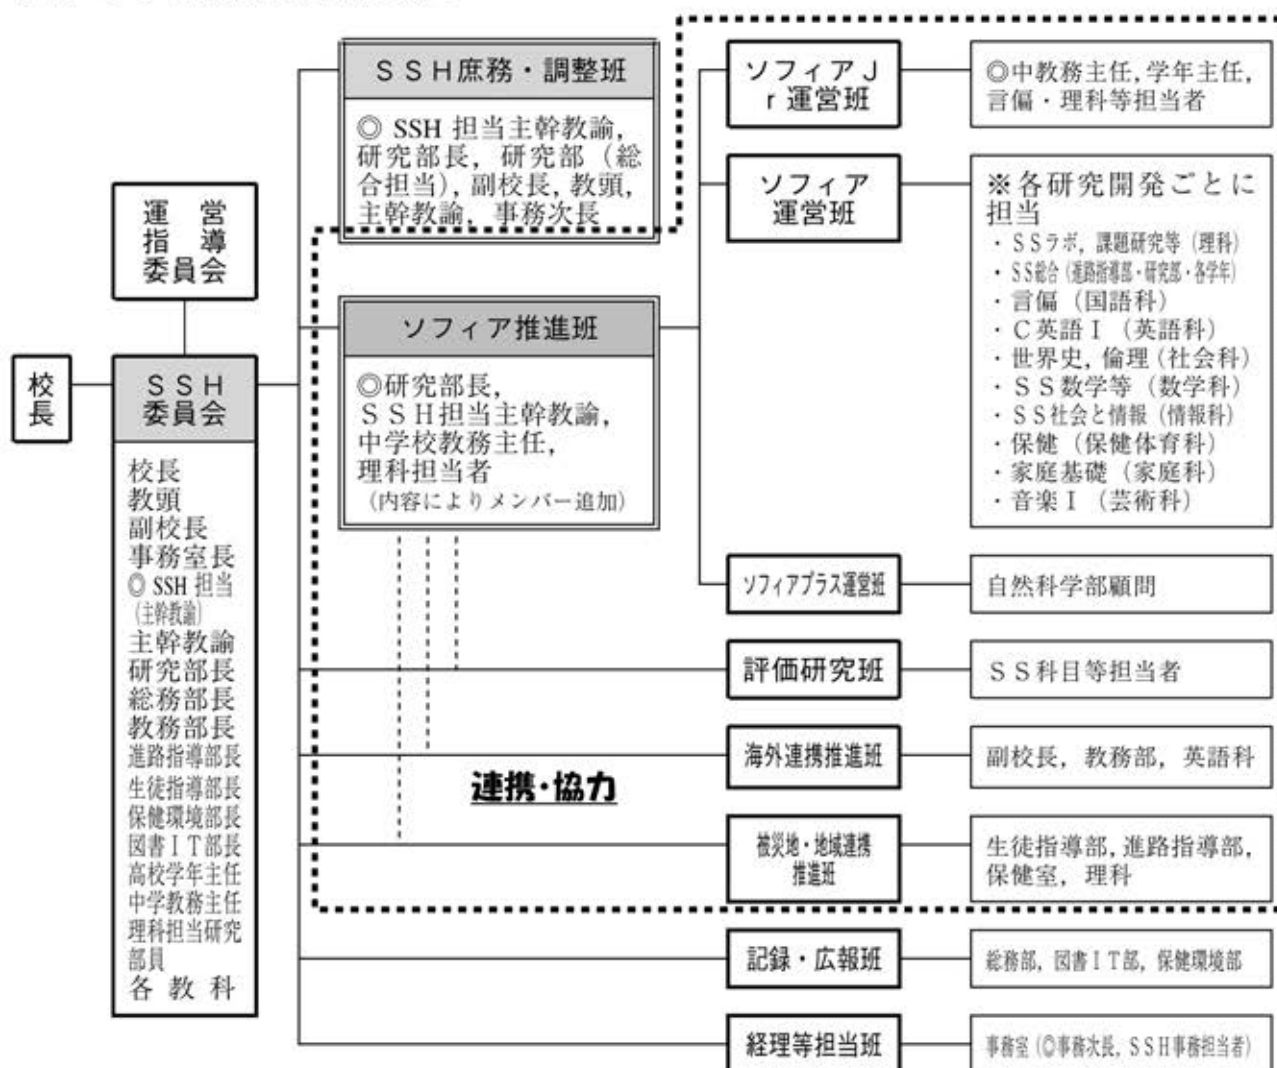 校
長
運営
指導
委員会
ＳＳＨ
委員会
校長
教頭
副校長
事務室長
◎ SSH 担当
(主幹教諭)
主幹教諭
研究部長
総務部長
教務部長
進路指導部長
生徒指導部長
保健環境部長
図書ＩＴ部長
高校学年主任
中学教務主任
理科担当研究
部員
各教科
ＳＳＨ庶務・調整班
◎ SSH 担当主幹教諭,
研究部長, 研究部（総
合担当）, 副校長, 教頭,
主幹教諭, 事務次長
ソフィア推進班
◎研究部長,
ＳＳＨ担当主幹教諭,
中学校教務主任,
理科担当者
（内容によりメンバー追加）
連携・協力
ソフィアＪ
ｒ運営班
◎中教務主任, 学年主任,
言偏・理科等担当者
ソフィア
運営班
※各研究開発ごとに
担当
・ＳＳラボ, 課題研究等（理科）
・ＳＳ総合（進路指導部・研究部・各学年）
・言偏（国語科）
・Ｃ英語Ⅰ（英語科）
・世界史, 倫理（社会科）
・ＳＳ数学等（数学科）
・ＳＳ社会と情報（情報科）
・保健（保健体育科）
・家庭基礎（家庭科）
・音楽Ⅰ（芸術科）
ソフィアプラス運営班
自然科学部顧問
評価研究班
ＳＳ科目等担当者
海外連携推進班
副校長, 教務部, 英語科
被災地・地域連携
推進班
生徒指導部, 進路指導部,
保健室, 理科
記録・広報班
総務部, 図書ＩＴ部, 保健環境部
経理等担当班
事務室（◎事務次長, ＳＳＨ事務担当者）